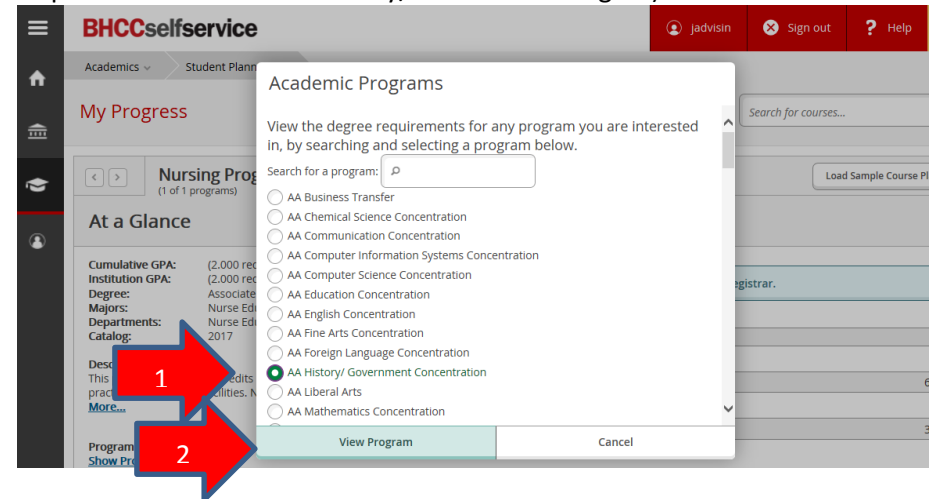 BHCCselfservice
jadvisin
Sign out
? Help
Academics
Student Plann
Academic Programs
My Progress
Search for courses...
View the degree requirements for any program you are interested
in, by searching and selecting a program below.
Search for a program:
Nursing Prog
(1 of 1 programs)
Load Sample Course Pl
AA Business Transfer
AA Chemical Science Concentration
AA Communication Concentration
AA Computer Information Systems Concentration
AA Computer Science Concentration
AA Education Concentration
AA English Concentration
AA Fine Arts Concentration
AA Foreign Language Concentration
AA History/ Government Concentration
AA Liberal Arts
AA Mathematics Concentration
At a Glance
Cumulative GPA: (2.000 rec
Institution GPA: (2.000 rec
Degree: Associate
Majors: Nurse Edu
Departments: Nurse Edu
Catalog: 2017
egistrar.
Desc
This
edits
pract
cilities. N
More...
1
6
3
View Program
Cancel
Program
Show Pro
2